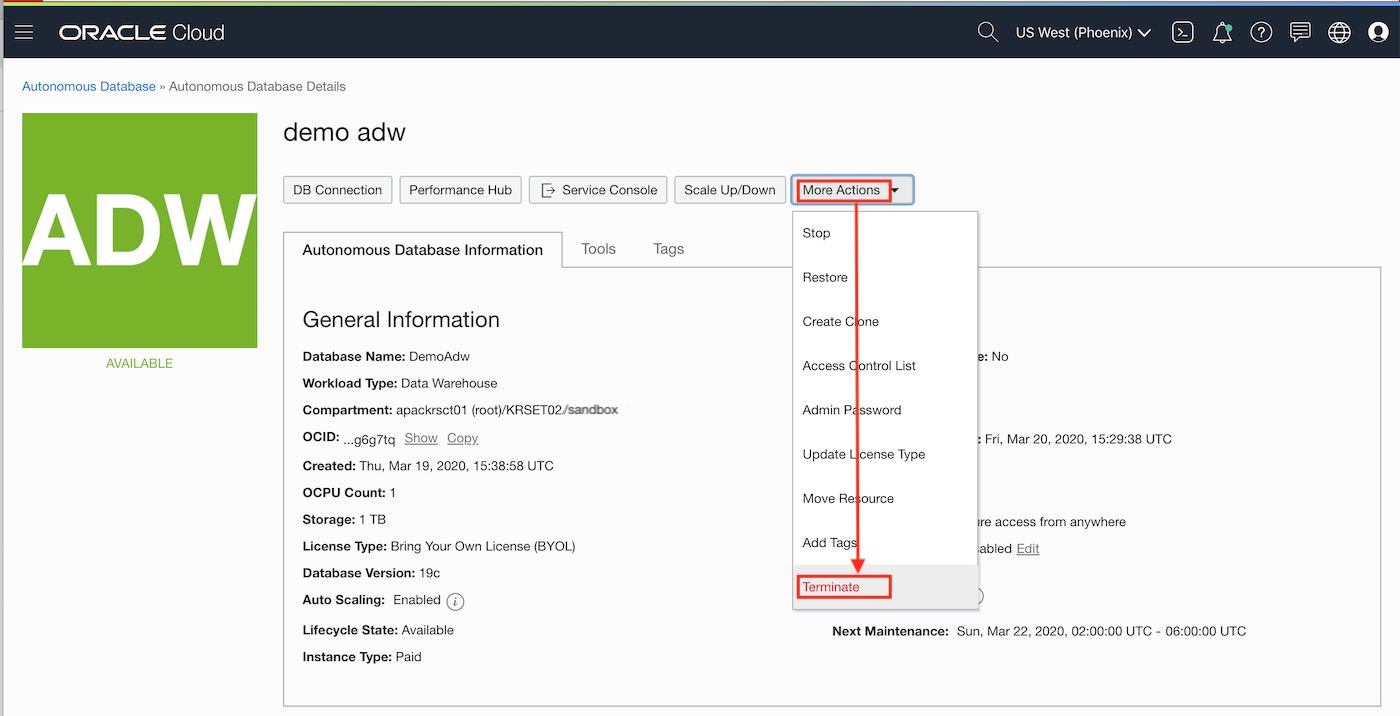 ORACLE Cloud
US West (Phoenix)
Autonomous Database » Autonomous Database Details
ADW
AVAILABLE
demo adw
DB Connection Performance Hub Service Console Scale Up/Down More Actions
Stop
Restore
Create Clone
Access Control List
Admin Password
Update License Type
Move Resource
Add Tags
Terminate
Autonomous Database Information Tools Tags
General Information
Database Name: DemoAdw
Workload Type: Data Warehouse
Compartment: apackrsct01 (root)/KRSET02/sandbox
OCID: ...g6g7tq Show Copy
Created: Thu, Mar 19, 2020, 15:38:58 UTC
OCPU Count: 1
Storage: 1 TB
License Type: Bring Your Own License (BYOL)
Database Version: 19c
Auto Scaling: Enabled
Lifecycle State: Available
Instance Type: Paid
: No
: Fri, Mar 20, 2020, 15:29:38 UTC
access from anywhere
Edit
Next Maintenance: Sun, Mar 22, 2020, 02:00:00 UTC - 06:00:00 UTC